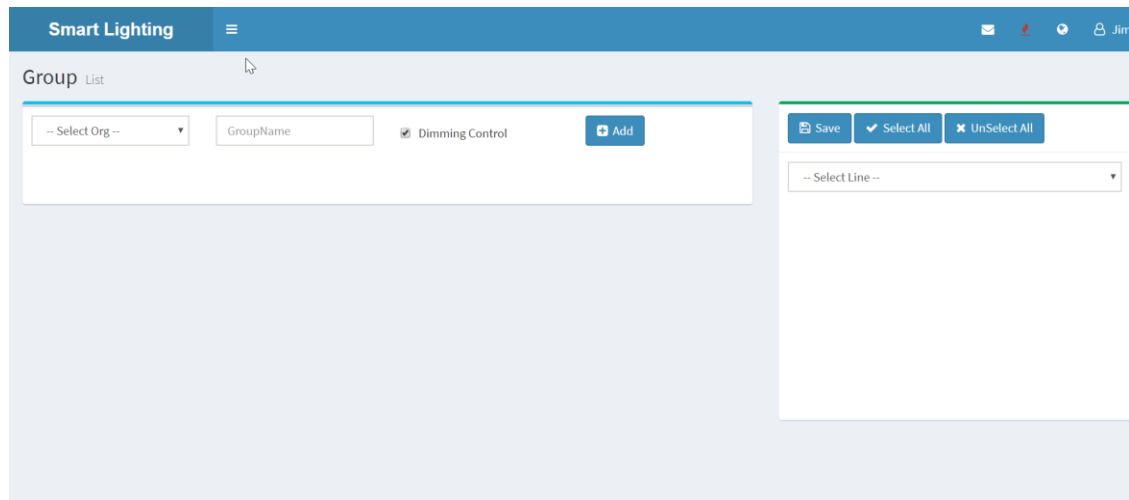 Smart Lighting
Jim
Group List
-- Select Org --
GroupName
Dimming Control
Add
Save
Select All
UnSelect All
-- Select Line --